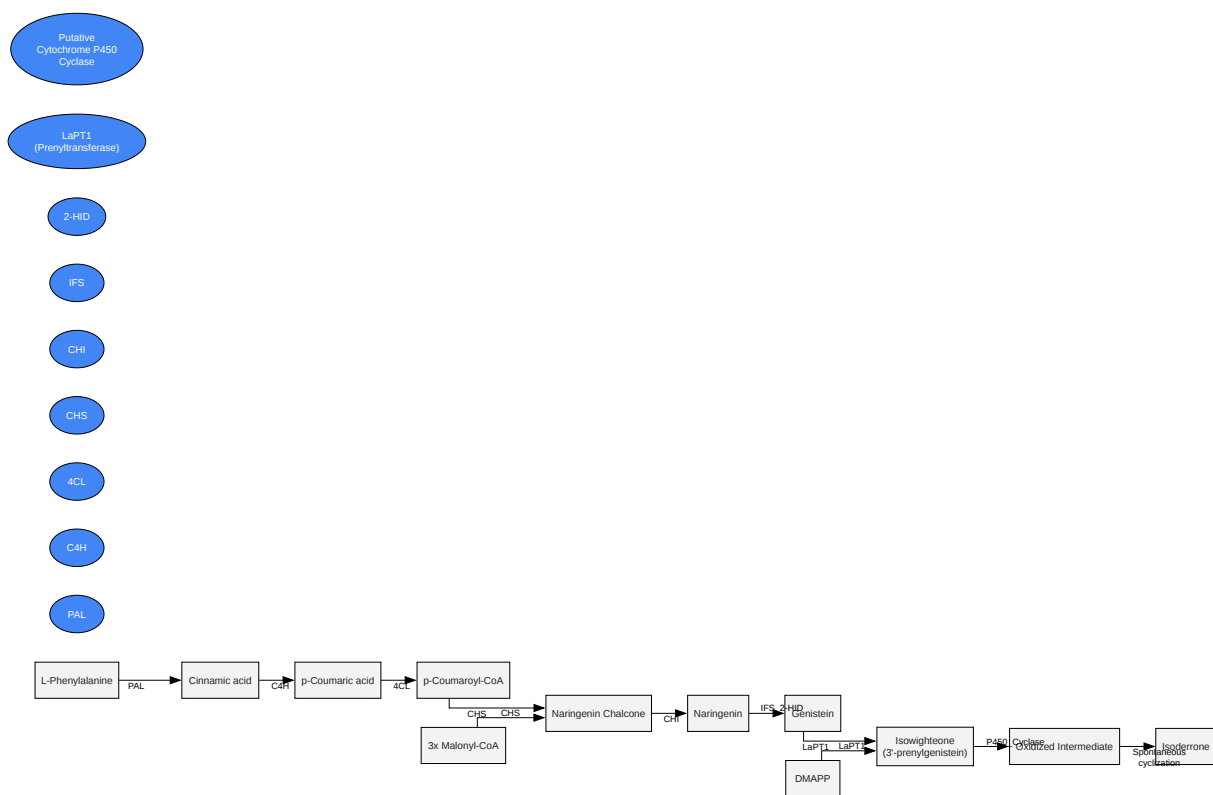 Putative
Cytochrome P450
Cyclase
LaPT1
(Prenyltransferase)
2-HID
IFS
CHI
CHS
4CL
C4H
PAL
L-Phenylalanine
PAL
Cinnamic acid
C4H
p-Coumaric acid
4CL
p-Coumaroyl-CoA
CHS
CHS
3x Malonyl-CoA
Naringenin Chalcone
CHI
Naringenin
IFS, 2-HID
Genistein
LaPT1
LaPT1
DMAPP
Isowighteone
(3'-prenylgenistein)
P450 Cyclase
Oxidized Intermediate
Spontaneous
cyclization
Isoderrone